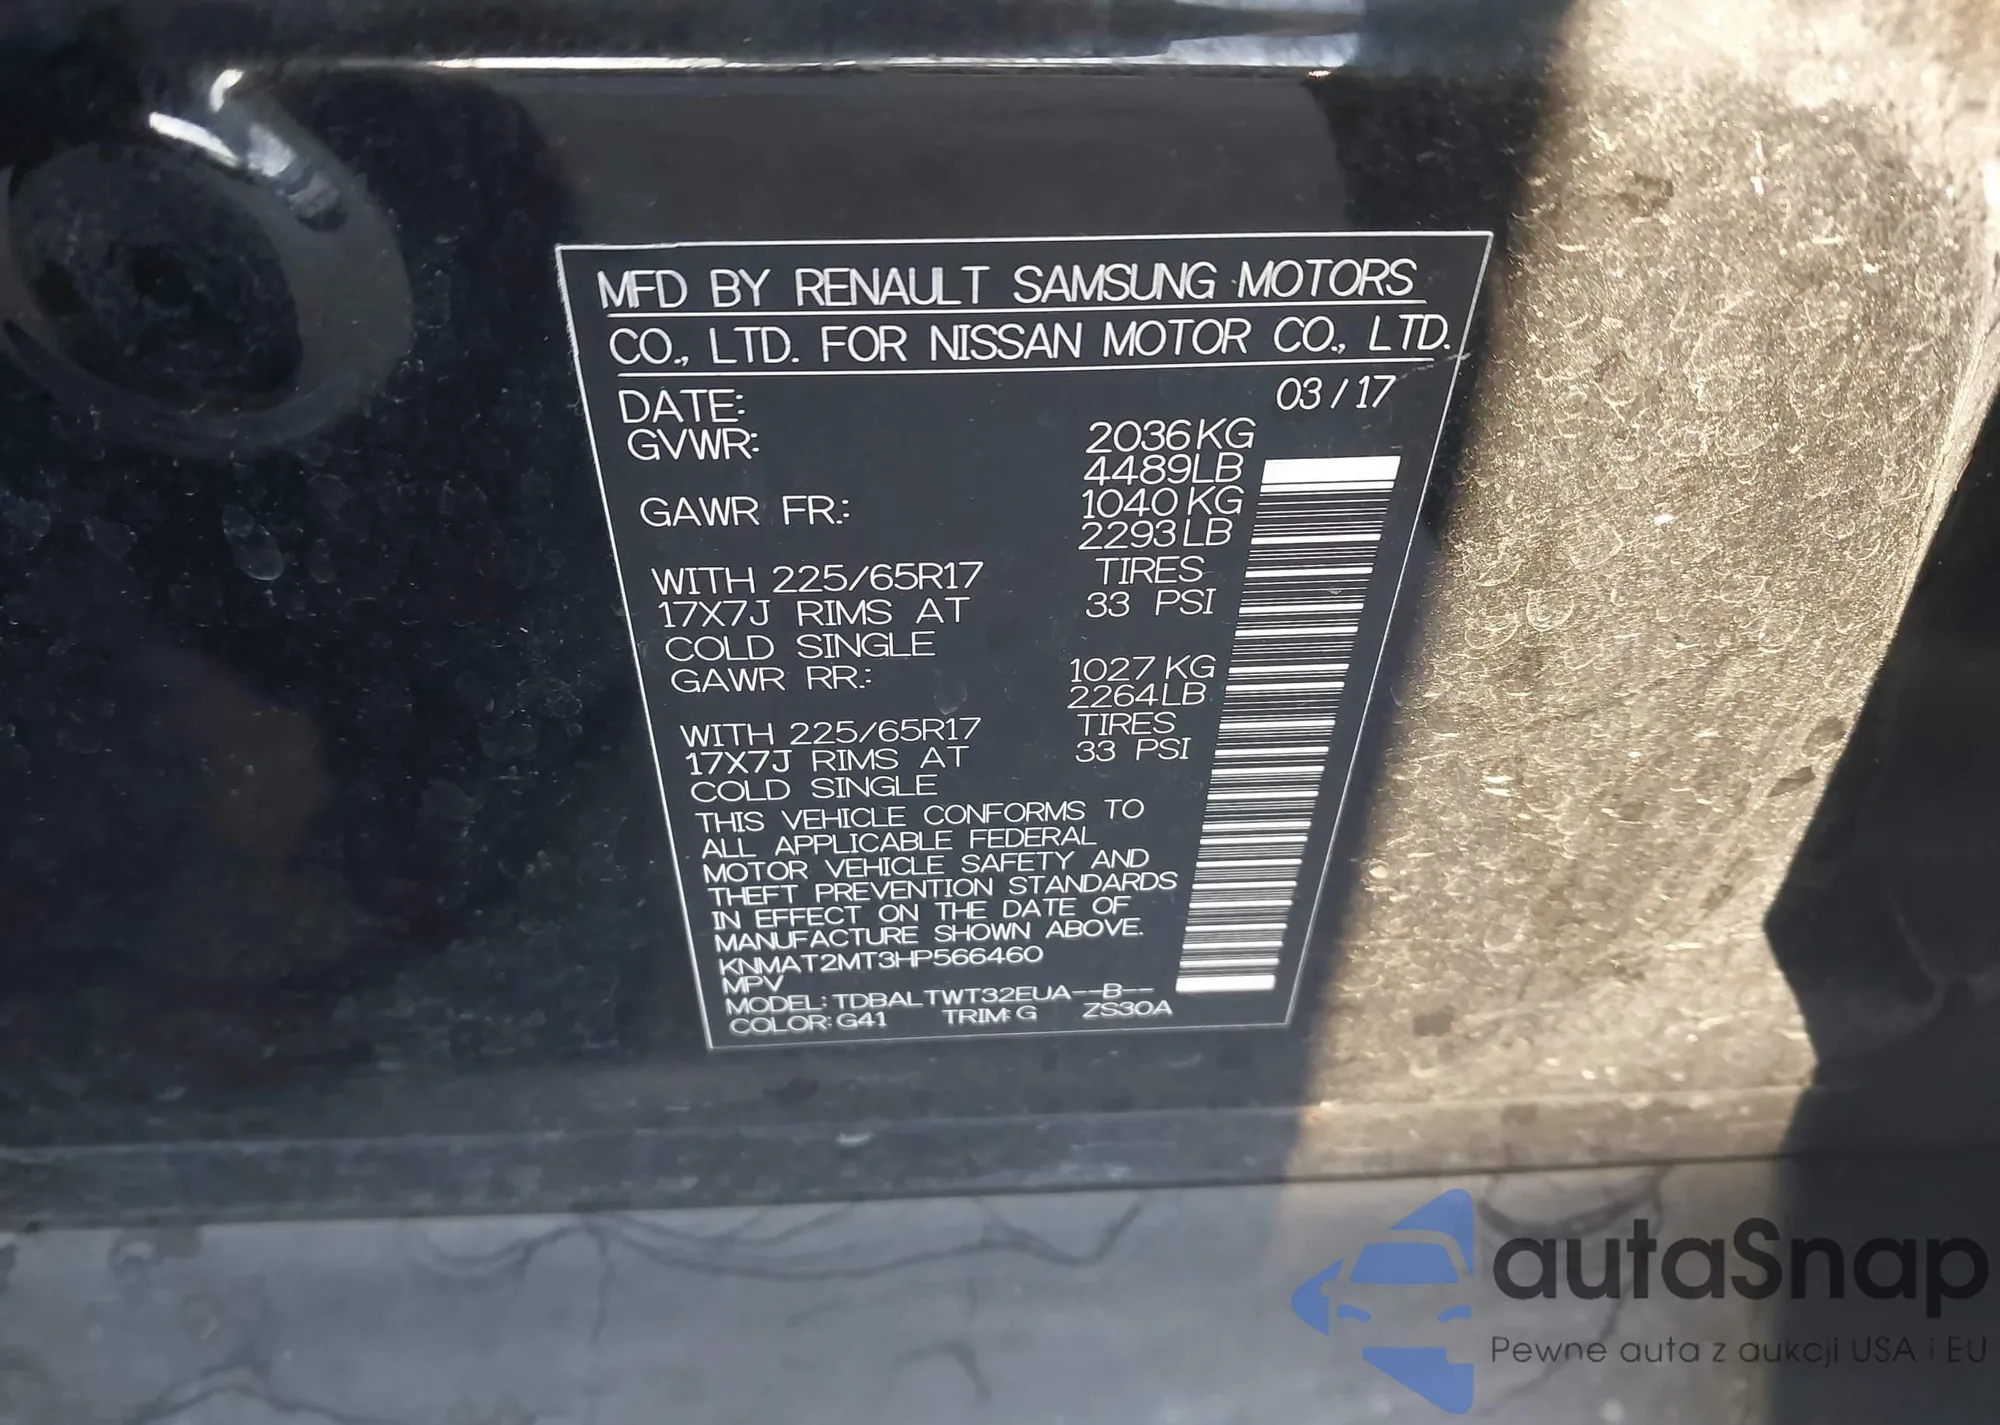 MFD BY RENAULT SAMSUNG MOTORS
CO., LTD. FOR NISSAN MOTOR CO., LTD.
DATE: 03/17
GVWR: 2036KG
4489LB
GAWR FR.: 1040KG
2293LB
WITH 225/65R17 TIRES
17X7J RIMS AT 33 PSI
COLD SINGLE
GAWR RR.: 1027KG
2264LB
WITH 225/65R17 TIRES
17X7J RIMS AT 33 PSI
COLD SINGLE
THIS VEHICLE CONFORMS TO
ALL APPLICABLE FEDERAL
MOTOR VEHICLE SAFETY AND
THEFT PREVENTION STANDARDS
IN EFFECT ON THE DATE OF
MANUFACTURE SHOWN ABOVE.
KNMAT2MT3HP566460
MPV
MODEL: TDBALTWT32EUA--B--
COLOR: G41 TRIM: G ZS30A
autaSnap
Pewne auta z aukcji USA i EU